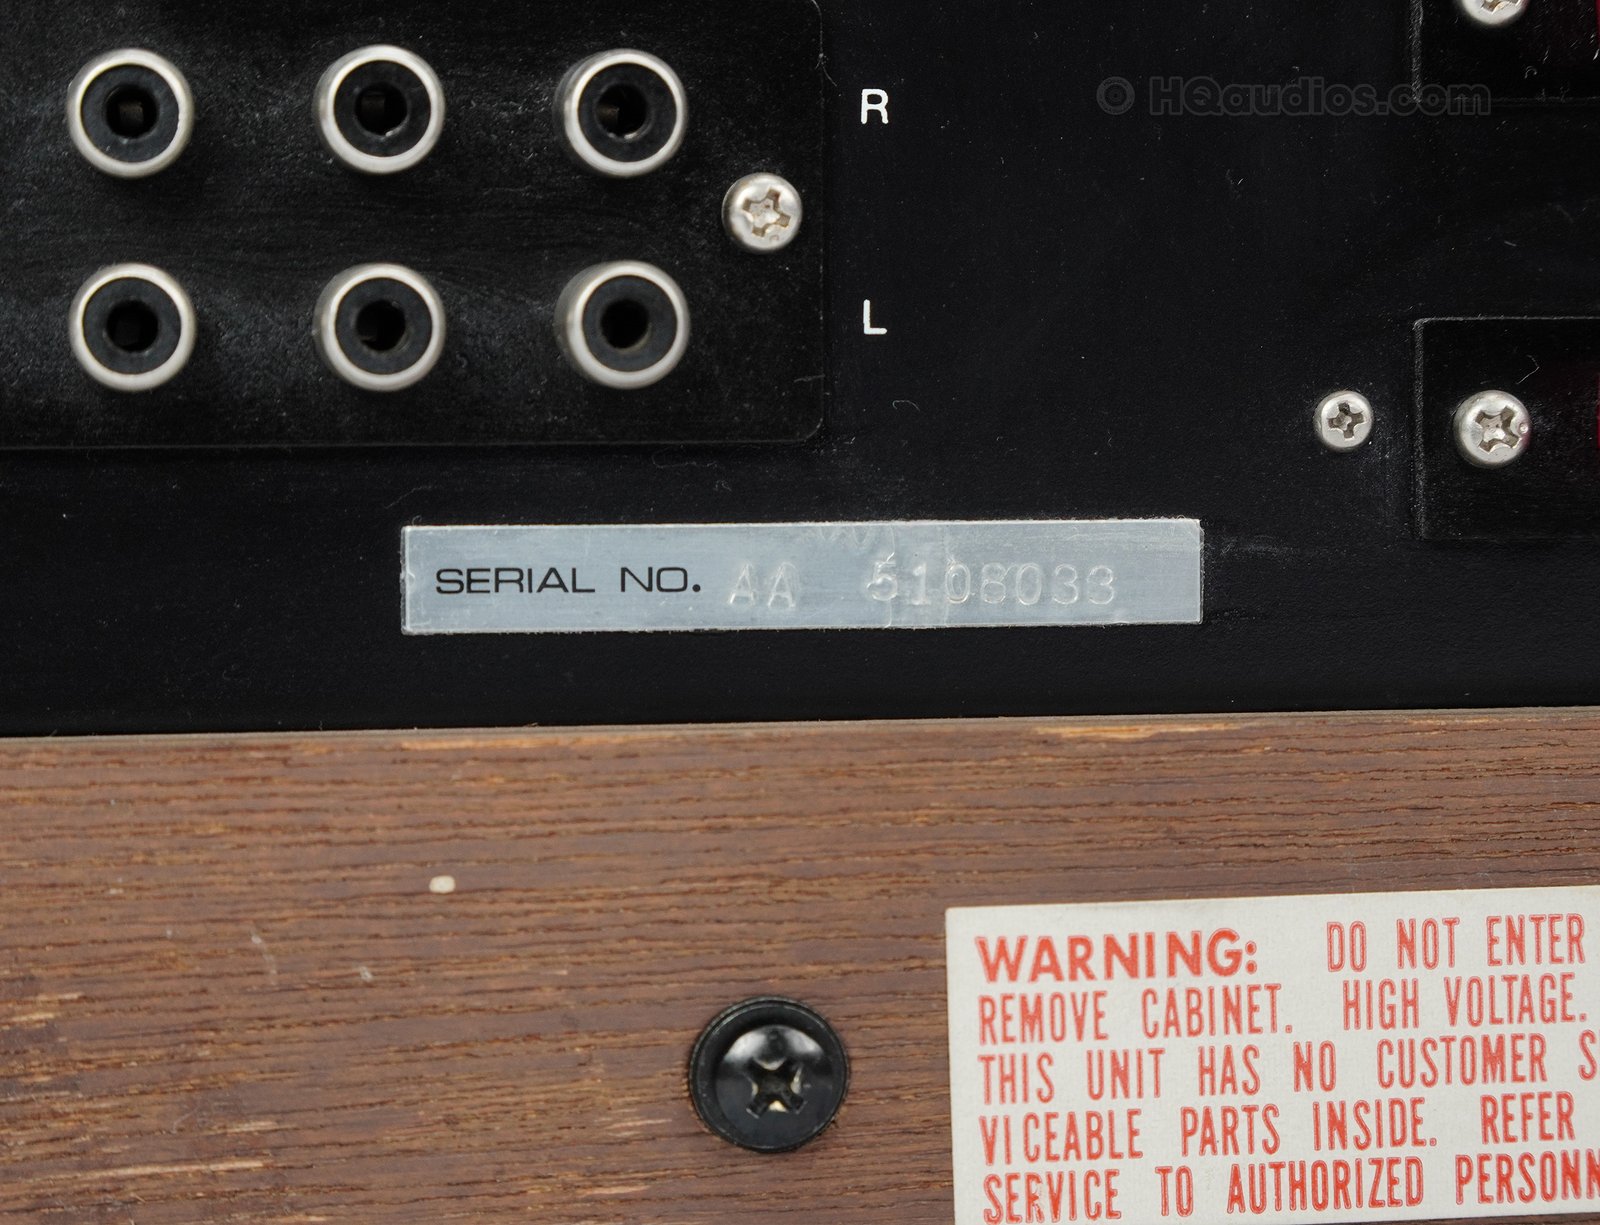 R
© HQaudios.com
L
SERIAL NO. AA 5108033
WARNING: DO NOT ENTER
REMOVE CABINET. HIGH VOLTAGE.
THIS UNIT HAS NO CUSTOMER S
VICEABLE PARTS INSIDE. REFER
SERVICE TO AUTHORIZED PERSONN